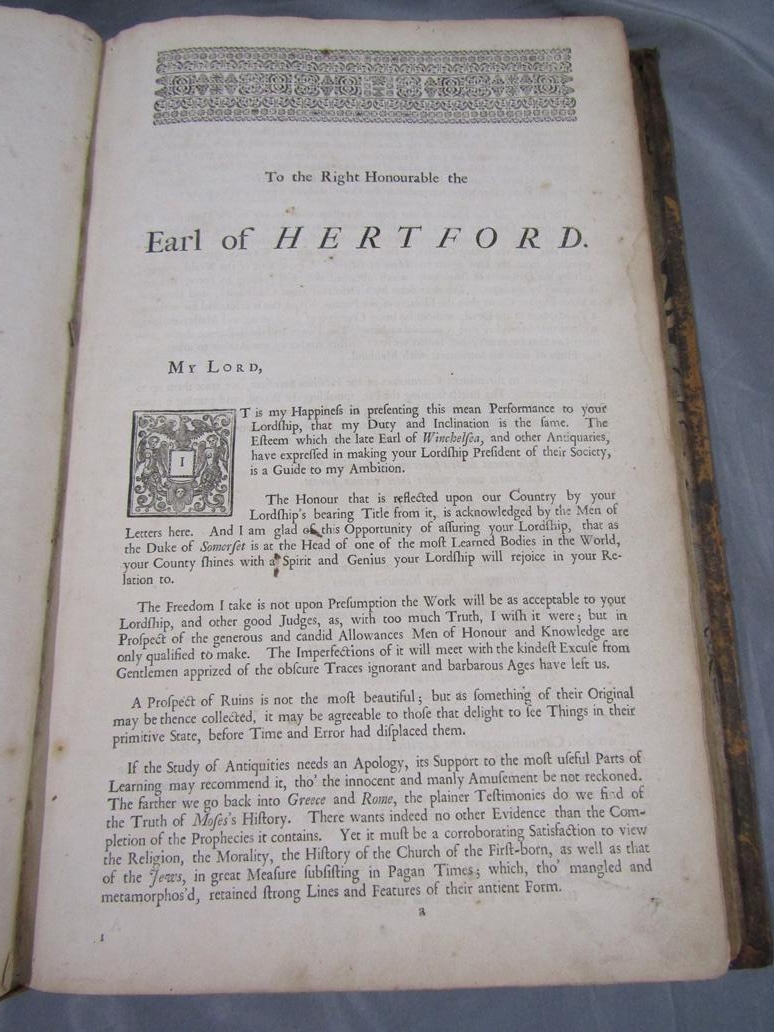 To the Right Honourable the
Earl of HERTFORD.
MY LORD,
IT is my Happineſs in preſenting this mean Performance to your
Lordſhip, that my Duty and Inclination is the ſame. The
Eſteem which the late Earl of Winchelſea, and other Antiquaries,
have expreſſed in making your Lordſhip Preſident of their Society,
is a Guide to my Ambition.
The Honour that is reflected upon our Country by your
Lordſhip's bearing Title from it, is acknowledged by the Men of
Letters here. And I am glad of this Opportunity of aſſuring your Lordſhip, that as
the Duke of Somerſet is at the Head of one of the moſt Learned Bodies in the World,
your County ſhines with a Spirit and Genius your Lordſhip will rejoice in your Re-
lation to.
The Freedom I take is not upon Preſumption the Work will be as acceptable to your
Lordſhip, and other good Judges, as, with too much Truth, I wiſh it were; but in
Proſpect of the generous and candid Allowances Men of Honour and Knowledge are
only qualified to make. The Imperfections of it will meet with the kindeſt Excuſe from
Gentlemen apprized of the obſcure Traces ignorant and barbarous Ages have left us.
A Proſpect of Ruins is not the moſt beautiful; but as ſomething of their Original
may be thence collected, it may be agreeable to thoſe that delight to ſee Things in their
primitive State, before Time and Error had diſplaced them.
If the Study of Antiquities needs an Apology, its Support to the moſt uſeful Parts of
Learning may recommend it, tho' the innocent and manly Amuſement be not reckoned.
The farther we go back into Greece and Rome, the plainer Teſtimonies do we find of
the Truth of Moſes's Hiſtory. There wants indeed no other Evidence than the Com-
pletion of the Prophecies it contains. Yet it muſt be a corroborating Satisfaction to view
the Religion, the Morality, the Hiſtory of the Church of the Firſt-born, as well as that
of the Jews, in great Meaſure ſubſiſting in Pagan Times; which, tho' mangled and
metamorphos'd, retained ſtrong Lines and Features of their antient Form.
a
1